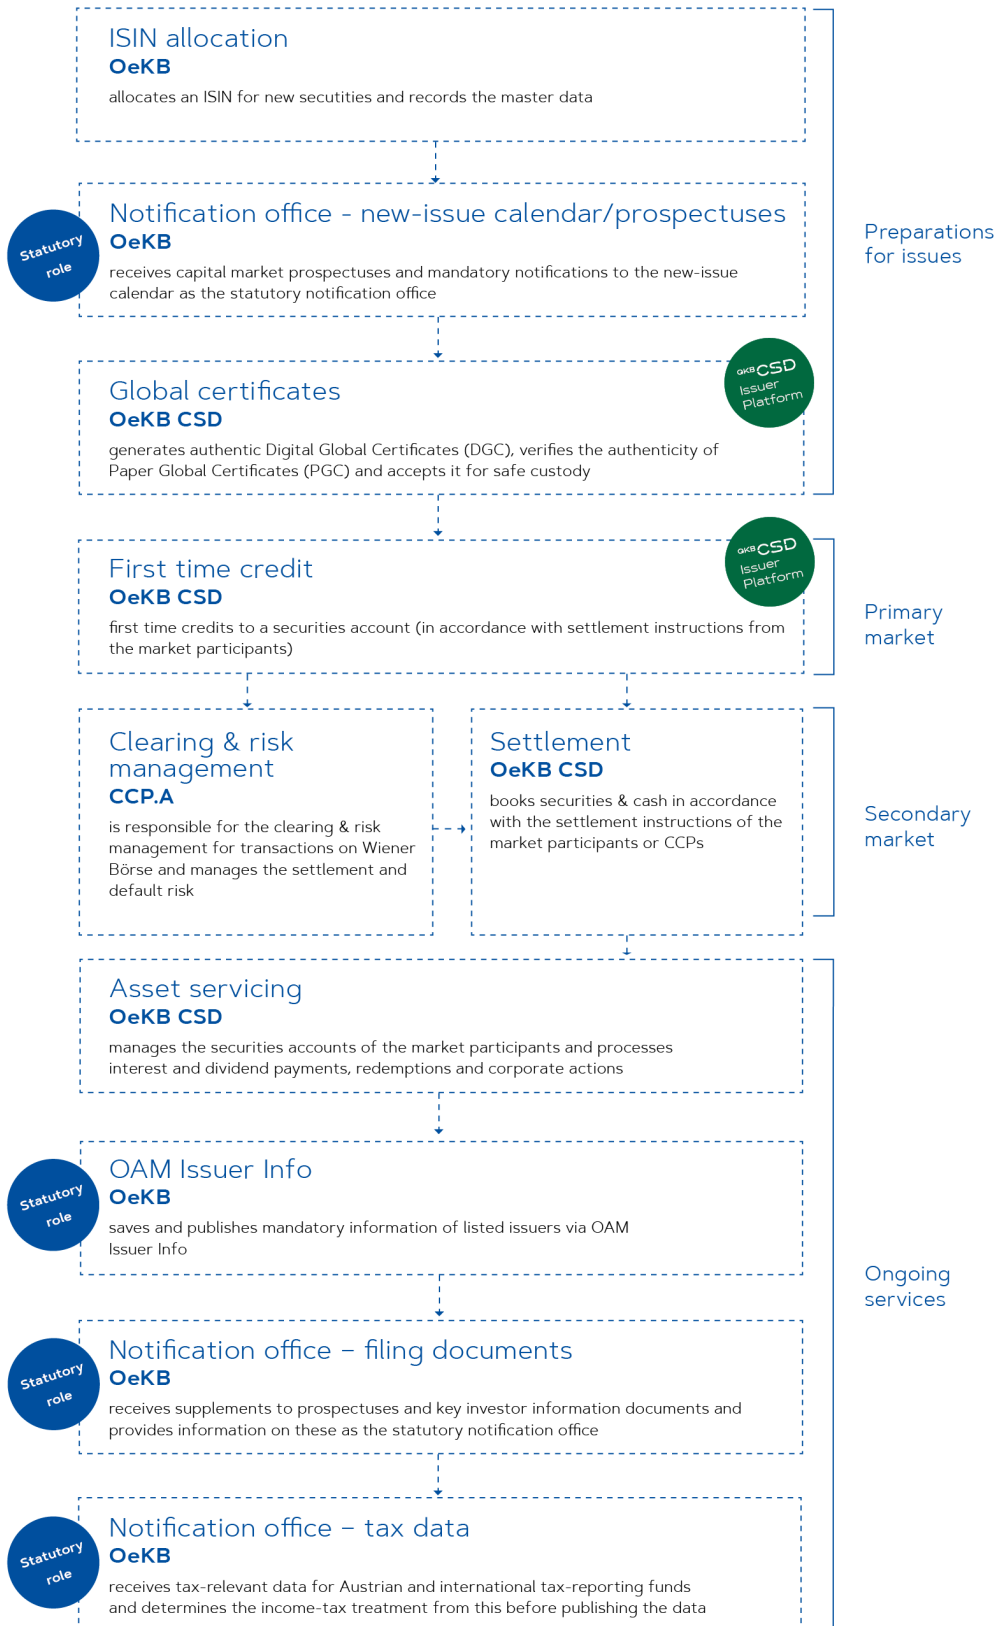 ISIN allocation
OeKB
allocates an ISIN for new secutities and records the master data
Notification office - new-issue calendar/prospectuses
OeKB
receives capital market prospectuses and mandatory notifications to the new-issue
calendar as the statutory notification office
Statutory
role
Preparations
for issues
Global certificates
OeKB CSD
generates authentic Digital Global Certificates (DGC), verifies the authenticity of
Paper Global Certificates (PGC) and accepts it for safe custody
OKB CSD
Issuer
Platform
First time credit
OeKB CSD
first time credits to a securities account (in accordance with settlement instructions from
the market participants)
OKB CSD
Issuer
Platform
Primary
market
Clearing & risk
management
CCP.A
is responsible for the clearing & risk
management for transactions on Wiener
Börse and manages the settlement and
default risk
Settlement
OeKB CSD
books securities & cash in accordance
with the settlement instructions of the
market participants or CCPs
Secondary
market
Asset servicing
OeKB CSD
manages the securities accounts of the market participants and processes
interest and dividend payments, redemptions and corporate actions
OAM Issuer Info
OeKB
saves and publishes mandatory information of listed issuers via OAM
Issuer Info
Statutory
role
Ongoing
services
Notification office – filing documents
OeKB
receives supplements to prospectuses and key investor information documents and
provides information on these as the statutory notification office
Statutory
role
Notification office – tax data
OeKB
receives tax-relevant data for Austrian and international tax-reporting funds
and determines the income-tax treatment from this before publishing the data
Statutory
role